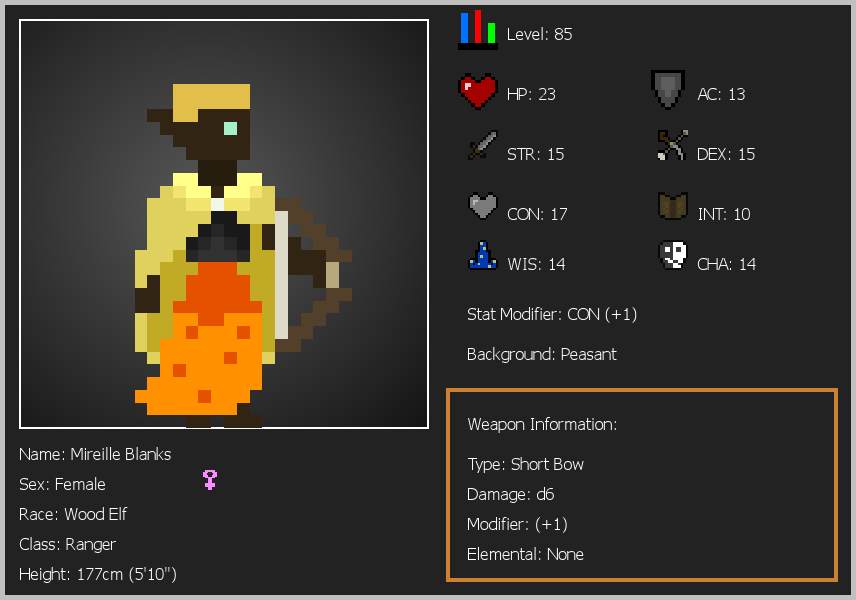 Level: 85
HP: 23
AC: 13
STR: 15
DEX: 15
CON: 17
INT: 10
WIS: 14
CHA: 14
Stat Modifier: CON (+1)
Background: Peasant
Weapon Information:
Type: Short Bow
Damage: d6
Modifier: (+1)
Elemental: None
Name: Mireille Blanks
Sex: Female
Race: Wood Elf
Class: Ranger
Height: 177cm (5'10")